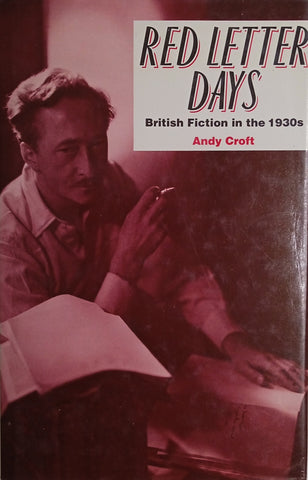 RED LETTER
DAYS
British Fiction in the 1930s
Andy Croft